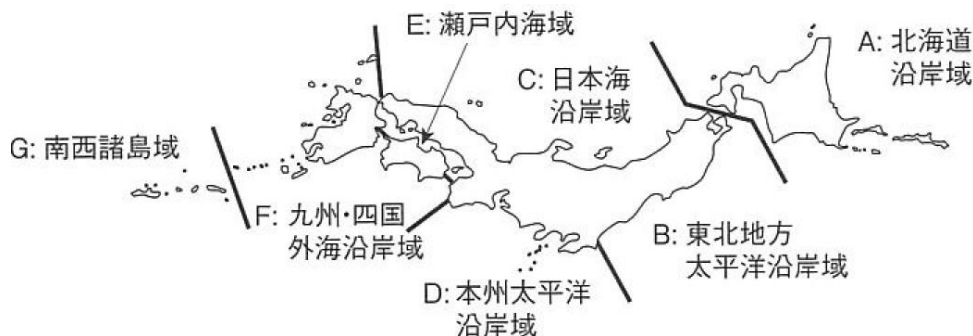 E: 瀬戸内海域
A: 北海道
沿岸域
C: 日本海
沿岸域
G: 南西諸島域
F: 九州･四国
外海沿岸域
B: 東北地方
太平洋沿岸域
D: 本州太平洋
沿岸域